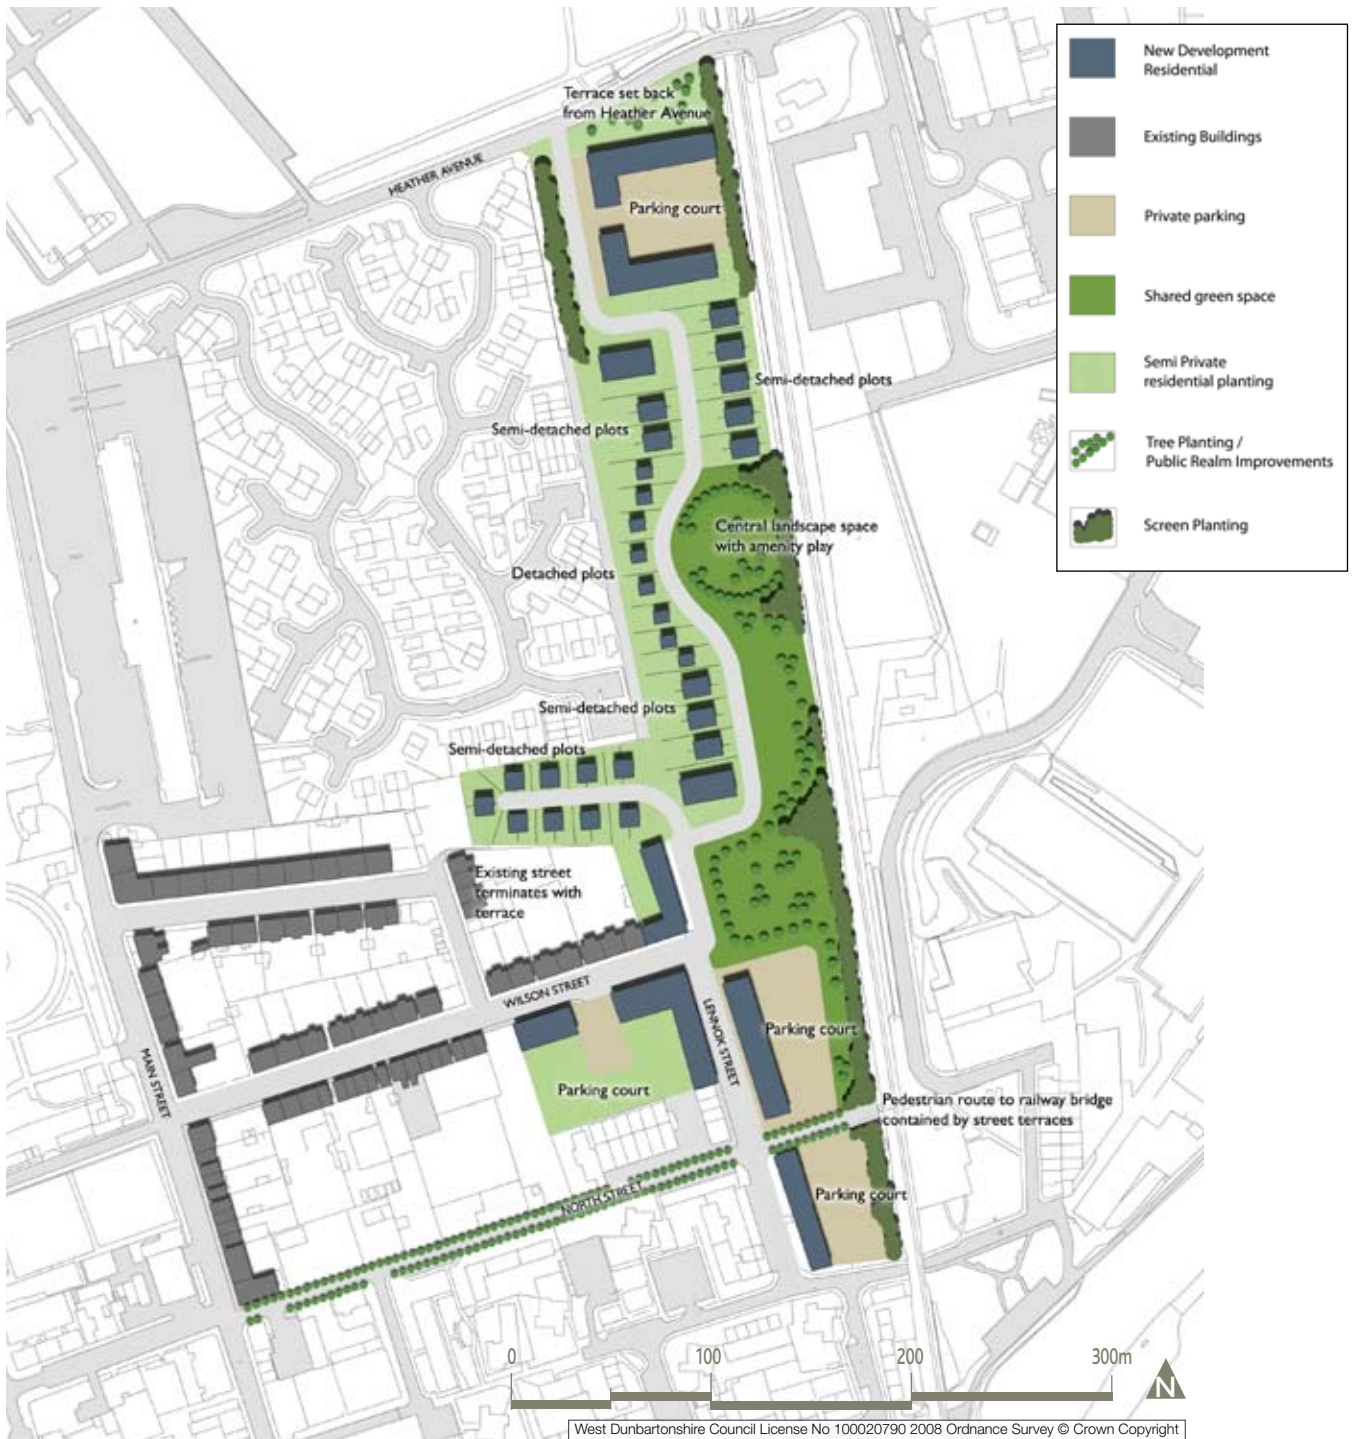 New Development
Residential
Existing Buildings
Private parking
Shared green space
Semi Private
residential planting
Tree Planting /
Public Realm Improvements
Screen Planting
Terrace set back
from Heather Avenue
HEATHER AVENUE
Parking court
Semi-detached plots
Semi-detached plots
Central landscape space
with amenity play
Detached plots
Semi-detached plots
Semi-detached plots
Existing street
terminates with
terrace
WILSON STREET
LENNOX STREET
Parking court
MAIN STREET
Parking court
Pedestrian route to railway bridge
contained by street terraces
NORTH STREET
Parking court
0 100 200 300m
N
West Dunbartonshire Council License No 100020790 2008 Ordnance Survey © Crown Copyright